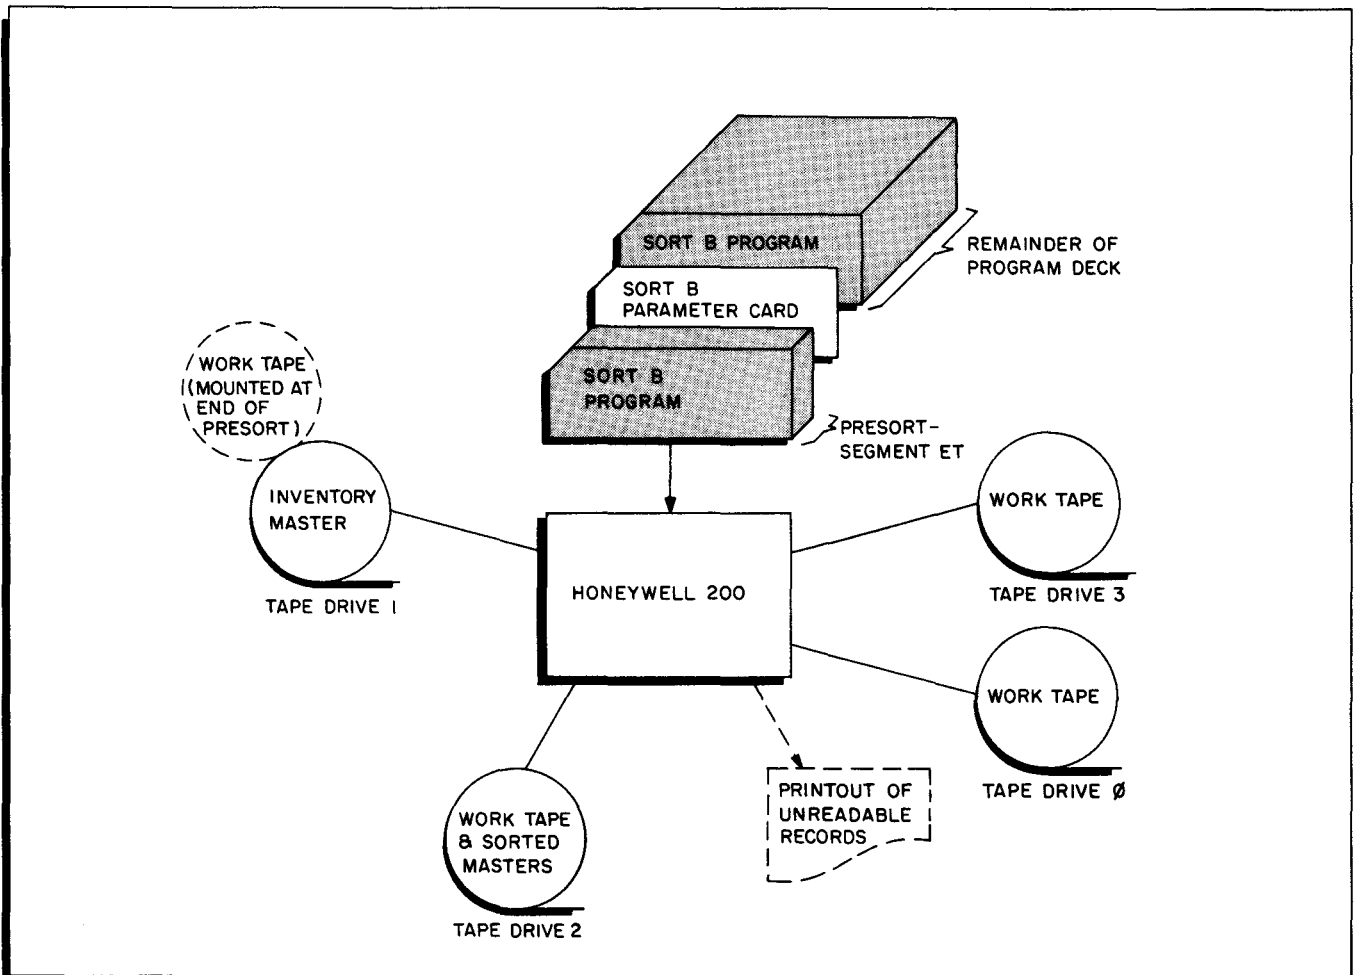 SORT B PROGRAM
REMAINDER OF
PROGRAM DECK
SORT B
PARAMETER CARD
SORT B
PROGRAM
PRESORT-
SEGMENT ET
WORK TAPE
(MOUNTED AT
END OF
PRESORT)
INVENTORY
MASTER
TAPE DRIVE 1
HONEYWELL 200
WORK TAPE
TAPE DRIVE 3
WORK TAPE
TAPE DRIVE Ø
PRINTOUT OF
UNREADABLE
RECORDS
WORK TAPE
& SORTED
MASTERS
TAPE DRIVE 2